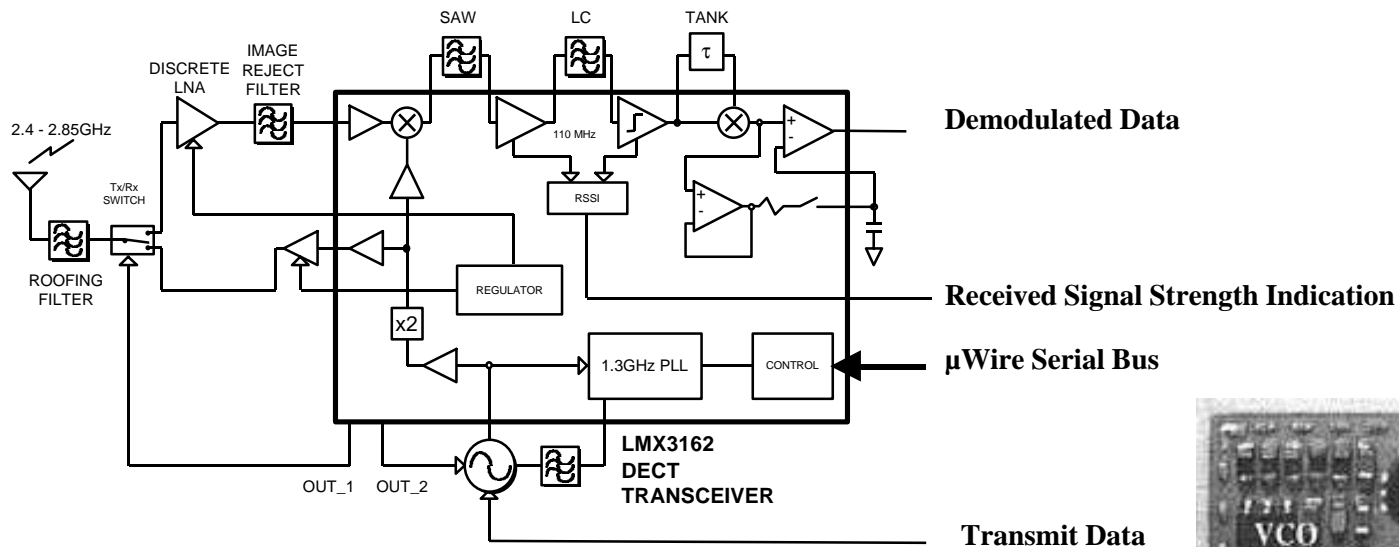 SAW
LC
TANK
IMAGE
REJECT
FILTER
DISCRETE
LNA
τ
2.4 - 2.85GHz
110 MHz
+
-
Demodulated Data
Tx/Rx
SWITCH
RSSI
+
-
ROOFING
FILTER
REGULATOR
Received Signal Strength Indication
x2
1.3GHz PLL
CONTROL
µWire Serial Bus
LMX3162
DECT
TRANSCEIVER
OUT_1
OUT_2
Transmit Data
VCO